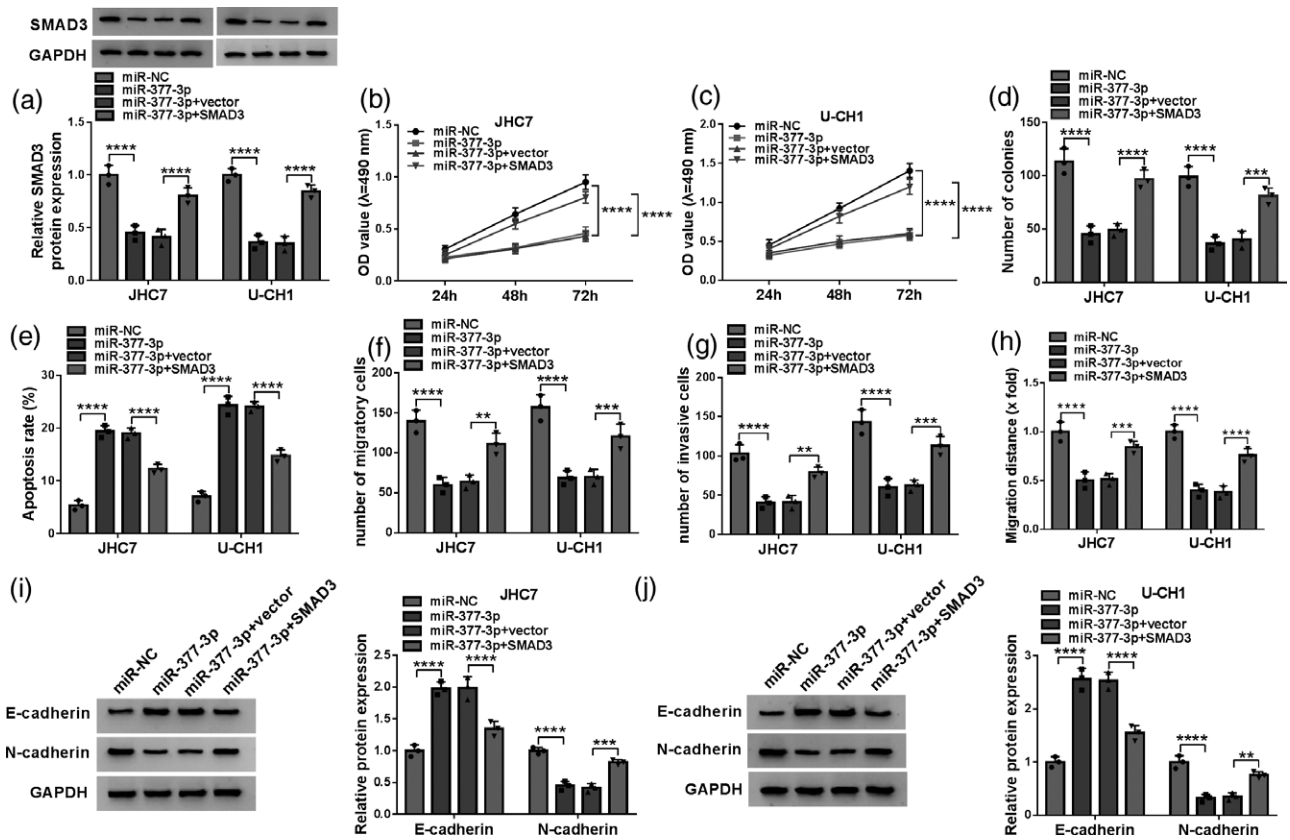 SMAD3
GAPDH
(a)
miR-NC
miR-377-3p
miR-377-3p+vector
miR-377-3p+SMAD3
Relative SMAD3
protein expression
1.5
1.0
0.5
0.0
**** **** **** ****
JHC7 U-CH1
(b)
JHC7
miR-NC
miR-377-3p
miR-377-3p+vector
miR-377-3p+SMAD3
OD value (λ=490 nm)
1.5
1.0
0.5
0.0
**** ****
24h 48h 72h
(c)
U-CH1
miR-NC
miR-377-3p
miR-377-3p+vector
miR-377-3p+SMAD3
OD value (λ=490 nm)
2.0
1.5
1.0
0.5
0.0
**** ****
24h 48h 72h
(d)
miR-NC
miR-377-3p
miR-377-3p+vector
miR-377-3p+SMAD3
Number of colonies
150
100
50
0
**** **** **** ***
JHC7 U-CH1
(e)
miR-NC
miR-377-3p
miR-377-3p+vector
miR-377-3p+SMAD3
Apoptosis rate (%)
30
20
10
0
**** **** **** ****
JHC7 U-CH1
(f)
miR-NC
miR-377-3p
miR-377-3p+vector
miR-377-3p+SMAD3
number of migratory cells
200
150
100
50
0
**** ** **** ***
JHC7 U-CH1
(g)
miR-NC
miR-377-3p
miR-377-3p+vector
miR-377-3p+SMAD3
number of invasive cells
200
150
100
50
0
**** ** **** ***
JHC7 U-CH1
(h)
miR-NC
miR-377-3p
miR-377-3p+vector
miR-377-3p+SMAD3
Migration distance (x fold)
1.5
1.0
0.5
0.0
**** *** **** ****
JHC7 U-CH1
(i)
miR-NC
miR-377-3p
miR-377-3p+vector
miR-377-3p+SMAD3
E-cadherin
N-cadherin
GAPDH
JHC7
miR-NC
miR-377-3p
miR-377-3p+vector
miR-377-3p+SMAD3
Relative protein expression
2.5
2.0
1.5
1.0
0.5
0.0
**** **** **** ***
E-cadherin N-cadherin
(j)
miR-NC
miR-377-3p
miR-377-3p+vector
miR-377-3p+SMAD3
E-cadherin
N-cadherin
GAPDH
U-CH1
miR-NC
miR-377-3p
miR-377-3p+vector
miR-377-3p+SMAD3
Relative protein expression
3
2
1
0
**** **** **** **
E-cadherin N-cadherin